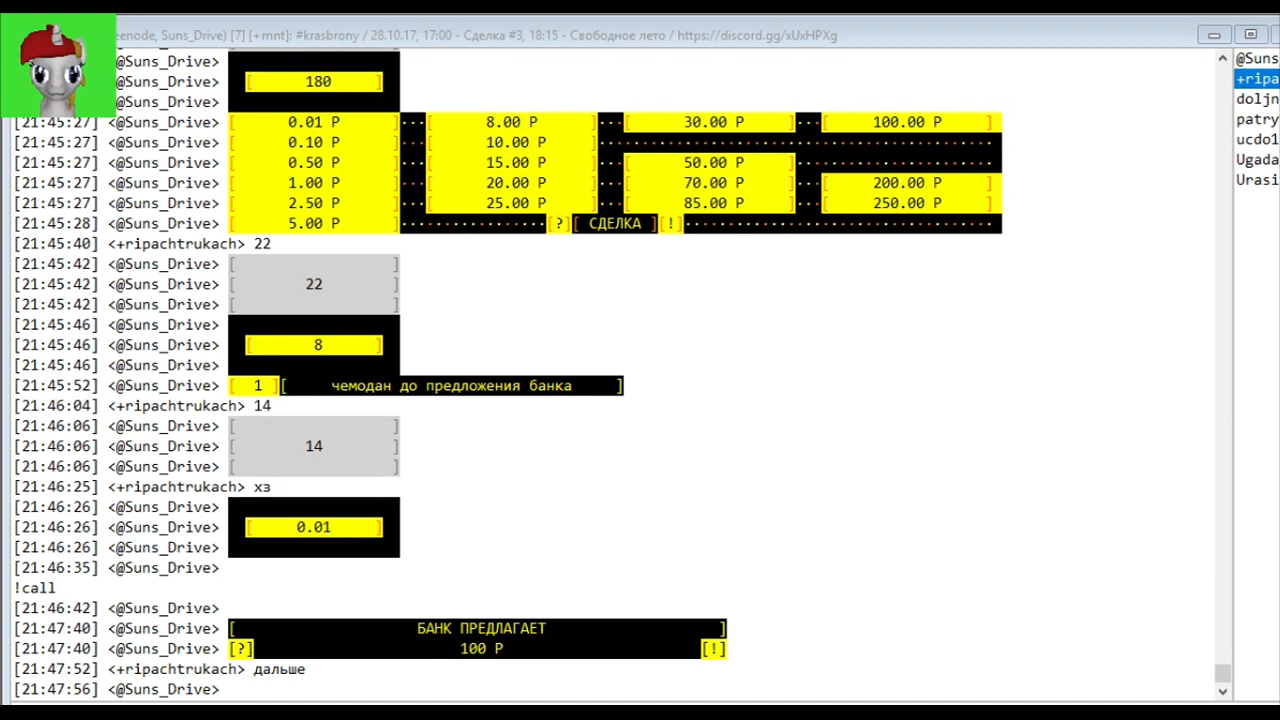 eenode, Suns_Drive) [7] [+mnt]: #krasbrony / 28.10.17, 17:00 - Сделка #3, 18:15 - Свободное лето / https://discord.gg/xUxHPXg
@Suns_Drive>
@Suns_Drive> [ 180 ]
@Suns_Drive>
[21:45:27] <@Suns_Drive> [ 0.01 Р ]···[ 8.00 Р ]···[ 30.00 Р ]···[ 100.00 Р ]
[21:45:27] <@Suns_Drive> [ 0.10 Р ]···[ 10.00 Р ]
[21:45:27] <@Suns_Drive> [ 0.50 Р ]···[ 15.00 Р ]···[ 50.00 Р ]
[21:45:27] <@Suns_Drive> [ 1.00 Р ]···[ 20.00 Р ]···[ 70.00 Р ]···[ 200.00 Р ]
[21:45:27] <@Suns_Drive> [ 2.50 Р ]···[ 25.00 Р ]···[ 85.00 Р ]···[ 250.00 Р ]
[21:45:28] <@Suns_Drive> [ 5.00 Р ] [?][ СДЕЛКА ][!]
[21:45:40] <+ripachtrukach> 22
[21:45:42] <@Suns_Drive> [ ]
[21:45:42] <@Suns_Drive> [ 22 ]
[21:45:42] <@Suns_Drive> [ ]
[21:45:46] <@Suns_Drive>
[21:45:46] <@Suns_Drive> [ 8 ]
[21:45:46] <@Suns_Drive>
[21:45:52] <@Suns_Drive> [ 1 ][ чемодан до предложения банка ]
[21:46:04] <+ripachtrukach> 14
[21:46:06] <@Suns_Drive> [ ]
[21:46:06] <@Suns_Drive> [ 14 ]
[21:46:06] <@Suns_Drive> [ ]
[21:46:25] <+ripachtrukach> хз
[21:46:26] <@Suns_Drive>
[21:46:26] <@Suns_Drive> [ 0.01 ]
[21:46:26] <@Suns_Drive>
[21:46:35] <@Suns_Drive>
!call
[21:46:42] <@Suns_Drive>
[21:47:40] <@Suns_Drive> [ БАНК ПРЕДЛАГАЕТ ]
[21:47:40] <@Suns_Drive> [?] 100 Р [!]
[21:47:52] <+ripachtrukach> дальше
[21:47:56] <@Suns_Drive>
@Suns
+ripa
doljn
patry
ucdo1
Ugada
Urasi